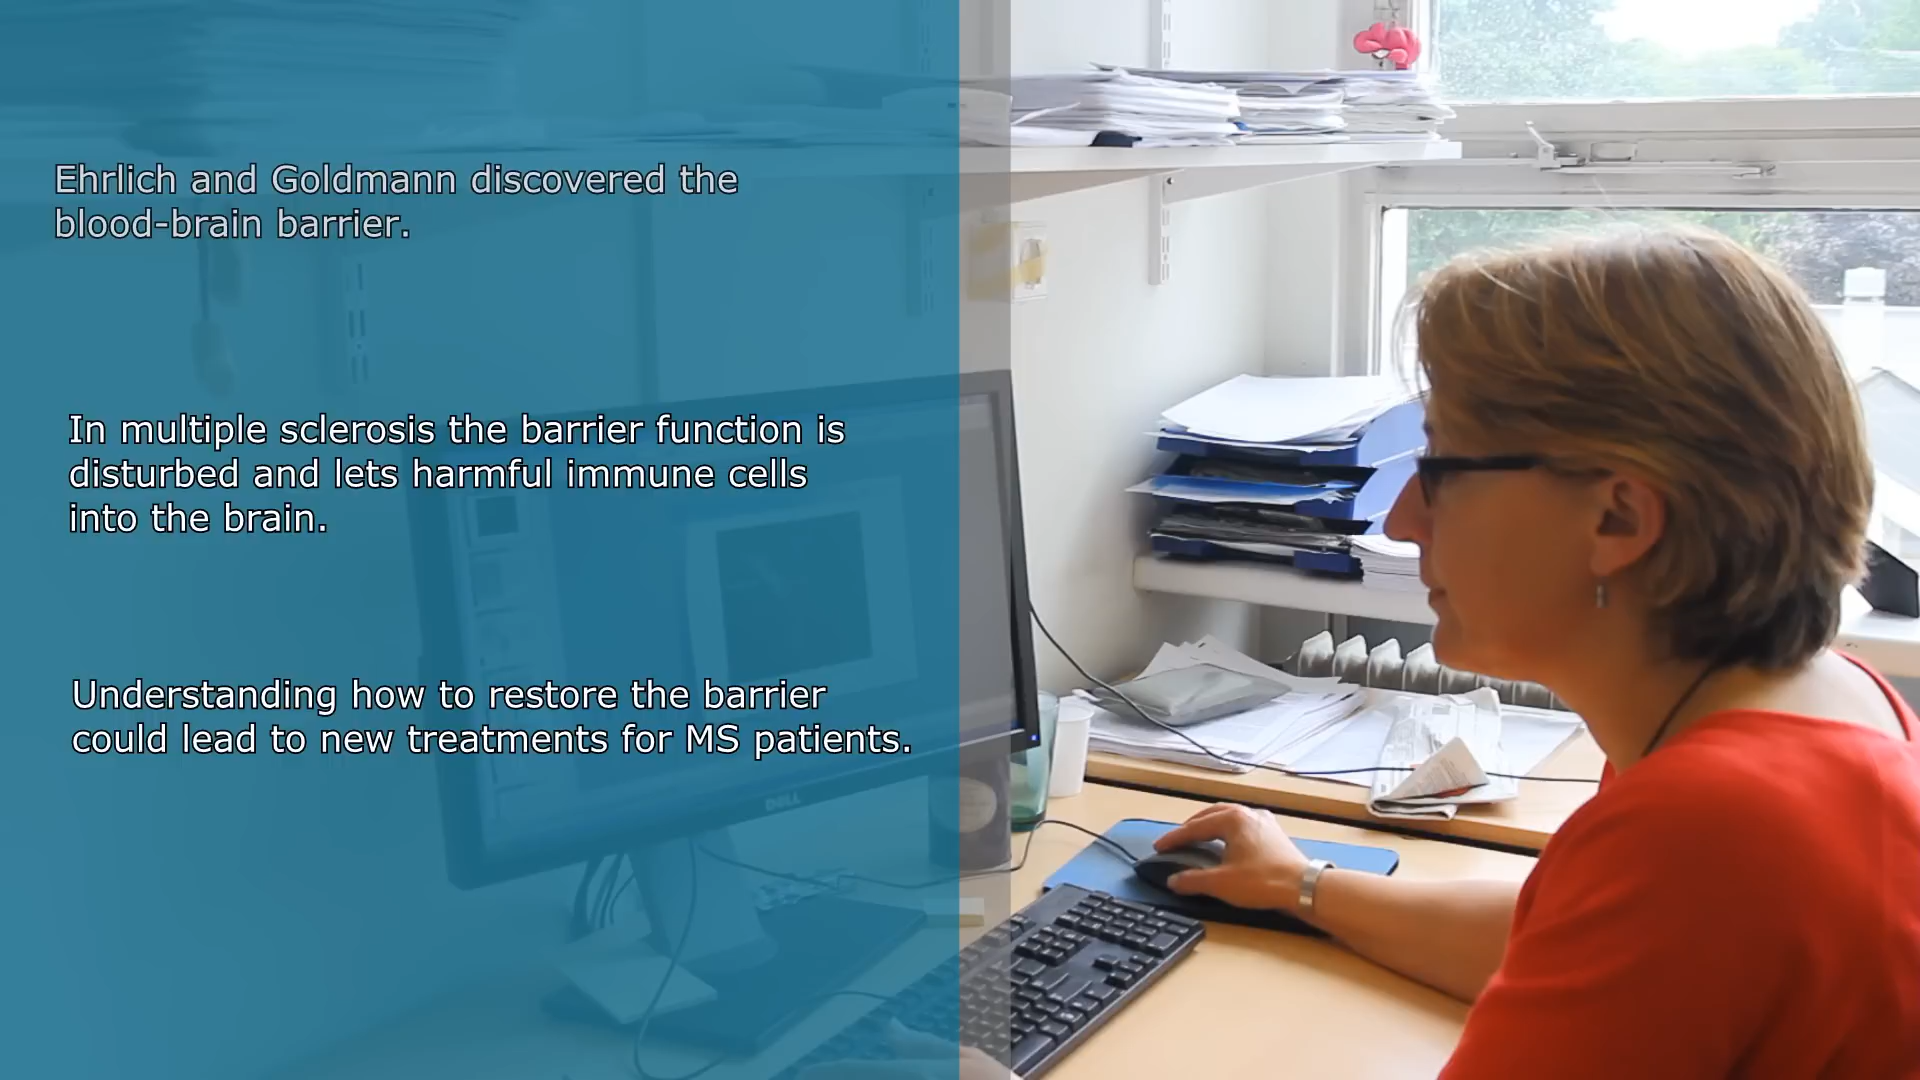 Ehrlich and Goldmann discovered the
blood-brain barrier.
In multiple sclerosis the barrier function is
disturbed and lets harmful immune cells
into the brain.
Understanding how to restore the barrier
could lead to new treatments for MS patients.
DELL